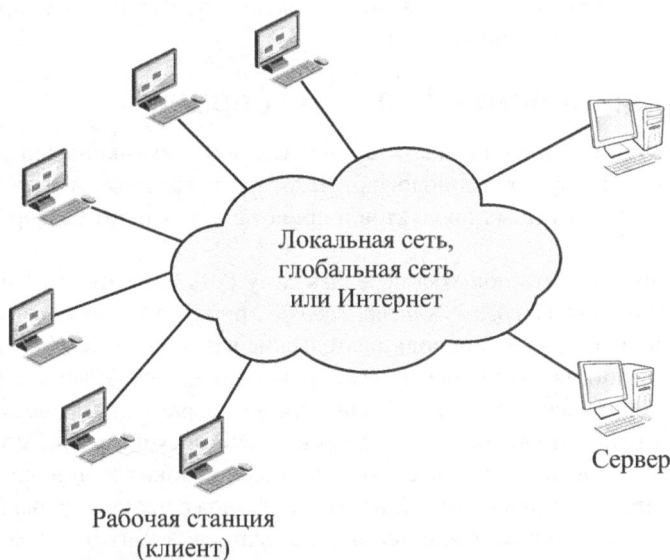 Локальная сеть,
глобальная сеть
или Интернет
Сервер
Рабочая станция
(клиент)